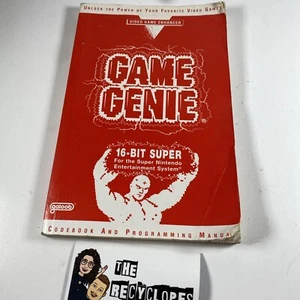 UNLOCK THE POWER OF YOUR FAVORITE VIDEO GAMES
VIDEO GAME ENHANCER
GAME
GENIE®
16-BIT SUPER
For the Super Nintendo
Entertainment System®
galoob
CODEBOOK AND PROGRAMMING MANUAL
THE
RECYCLOPES